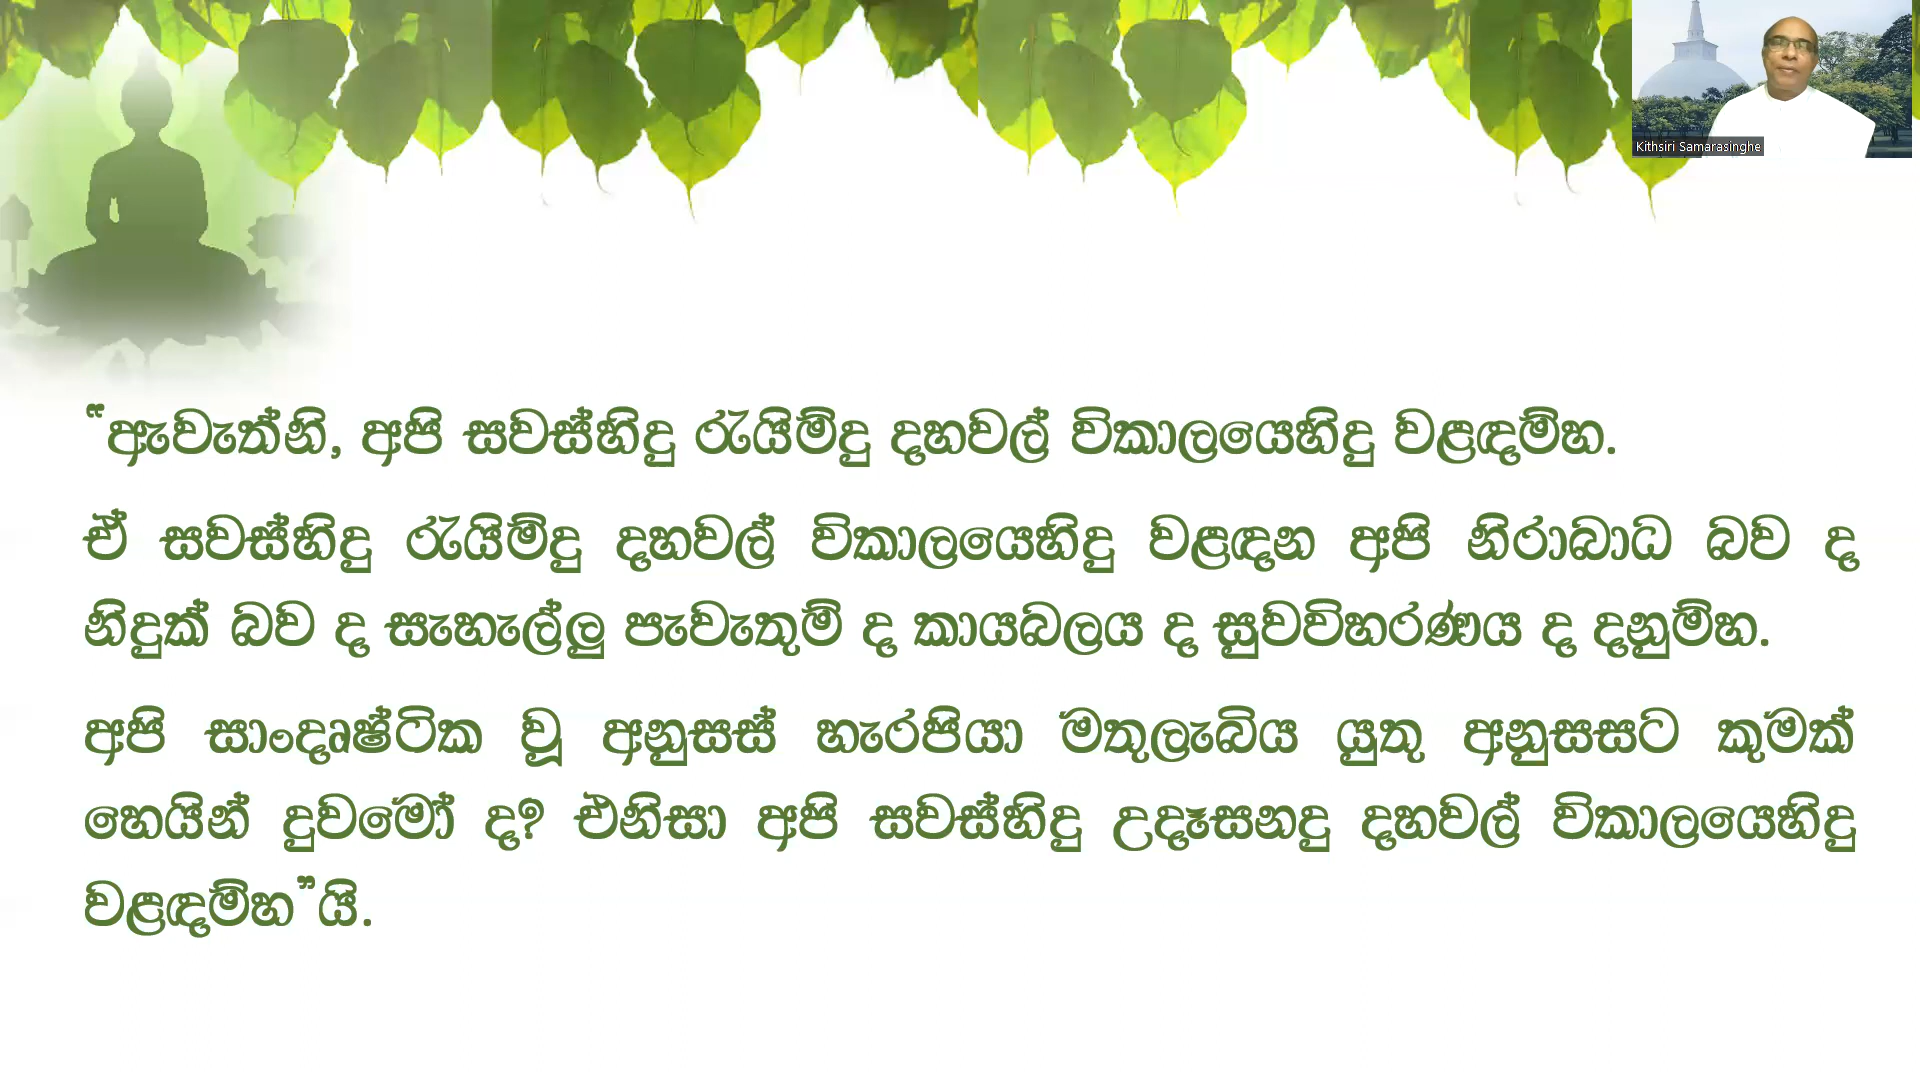 Kithsiri Samarasinghe
“ඇවැත්නි, අපි සවස්හිදු රැයිම්දු දහවල් විකාලයෙහිදු වළඳම්හ.
ඒ සවස්හිදු රැයිම්දු දහවල් විකාලයෙහිදු වළඳන අපි නිරාබාධ බව ද
නිදුක් බව ද සැහැල්ලු පැවැතුම් ද කායබලය ද සුවවිහරණය ද දනුම්හ.
අපි සාංදෘෂ්ටික වූ අනුසස් හැරපියා මතුලැබිය යුතු අනුසසට කුමක්
හෙයින් දුවමෝ ද? එනිසා අපි සවස්හිදු උදෑසනදු දහවල් විකාලයෙහිදු
වළඳම්හ”යි.